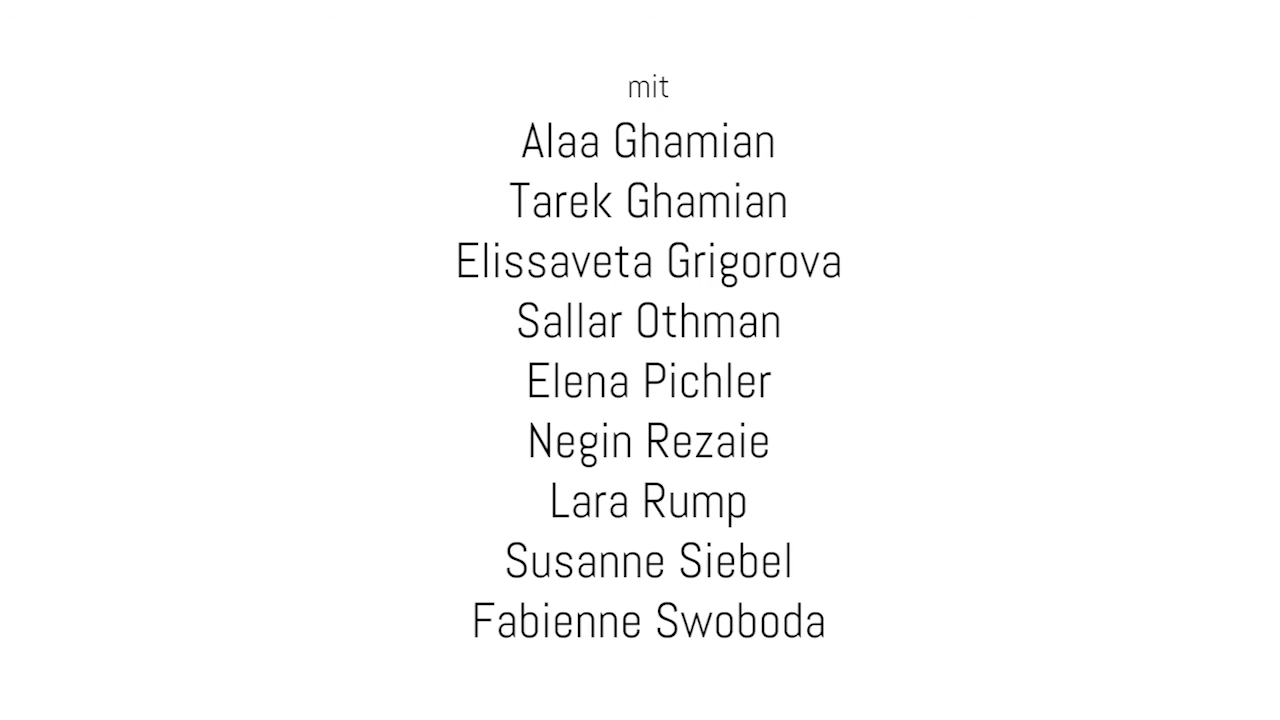 mit
Alaa Ghamian
Tarek Ghamian
Elissaveta Grigorova
Sallar Othman
Elena Pichler
Negin Rezaie
Lara Rump
Susanne Siebel
Fabienne Swoboda